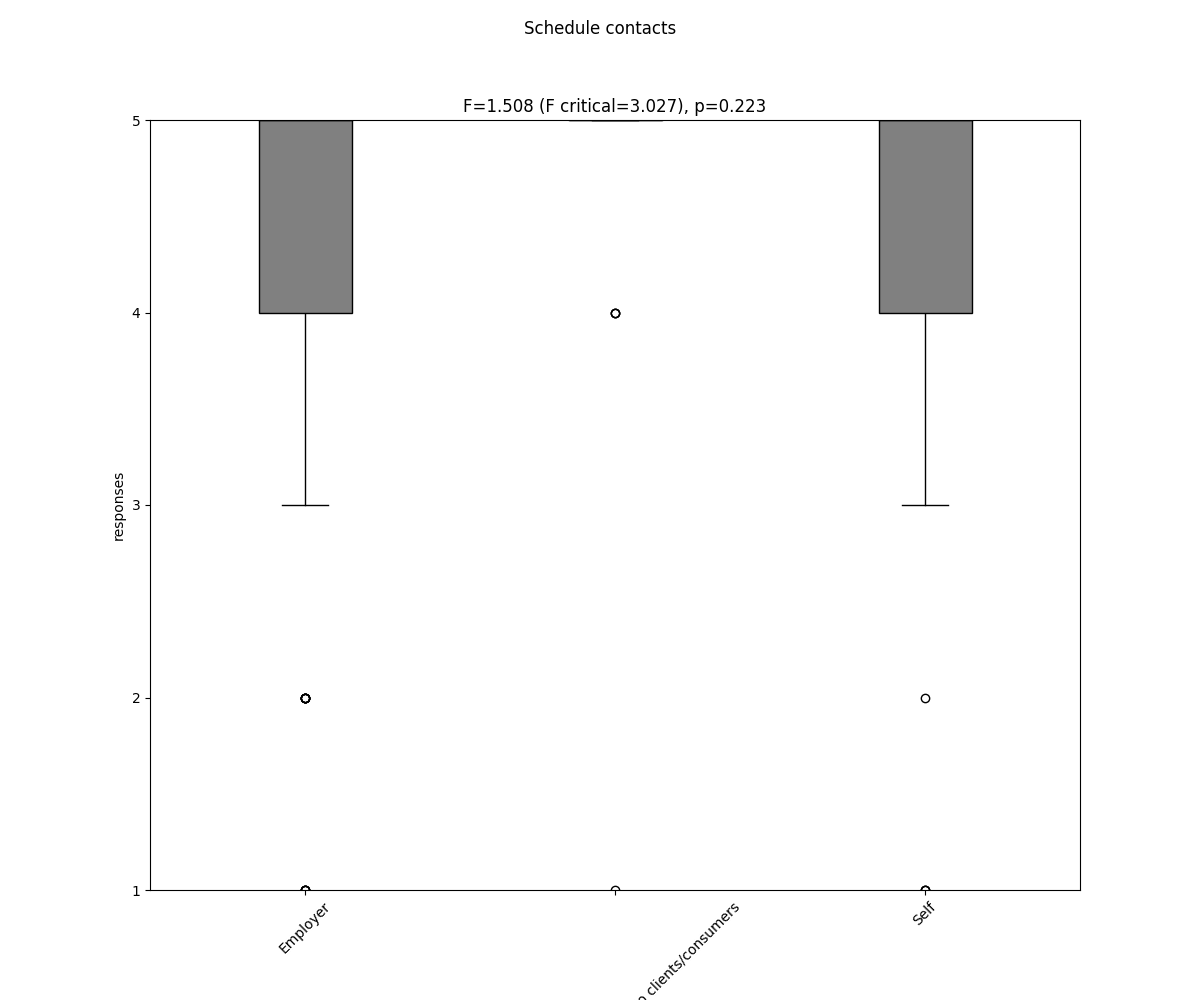 Schedule contacts
F=1.508 (F critical=3.027), p=0.223
5
4
3
2
1
responses
Employer
clients/consumers
Self